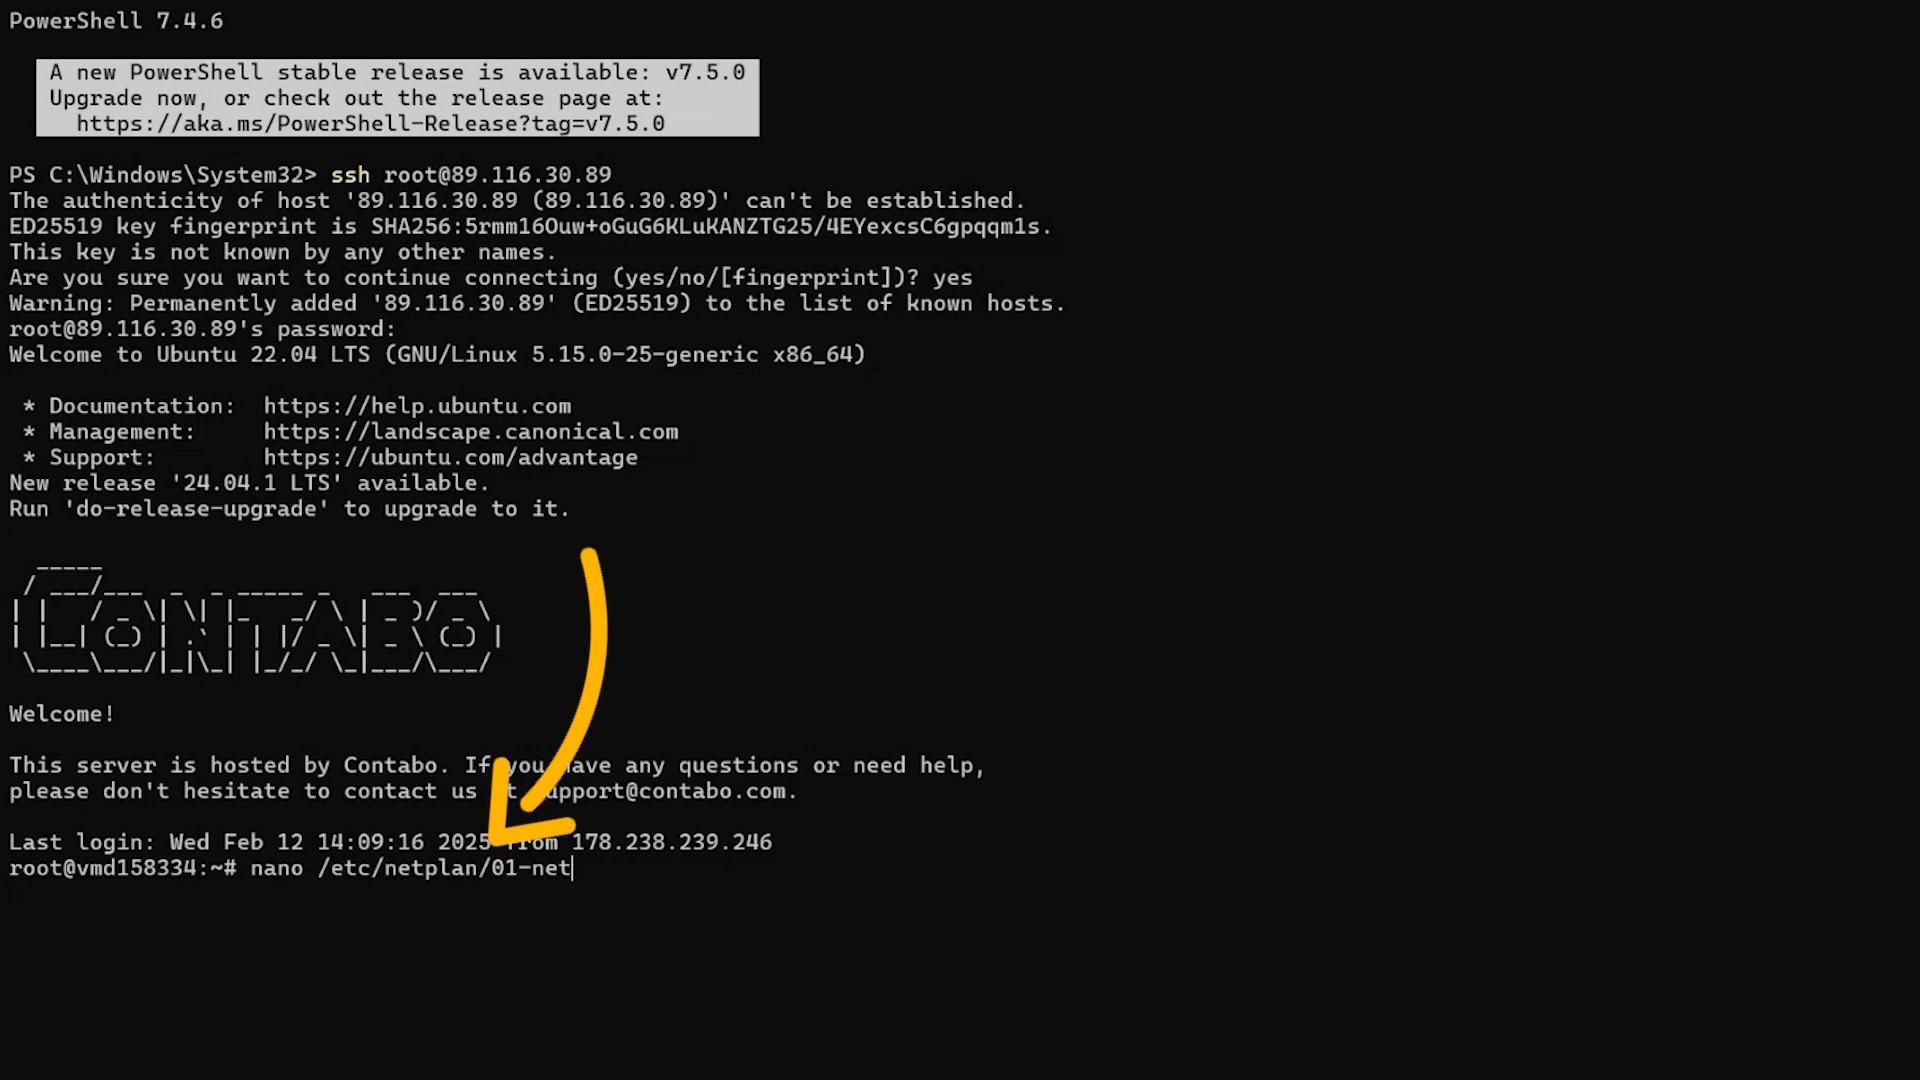 PowerShell 7.4.6
A new PowerShell stable release is available: v7.5.0
Upgrade now, or check out the release page at:
https://aka.ms/PowerShell-Release?tag=v7.5.0
PS C:\Windows\System32> ssh root@89.116.30.89
The authenticity of host '89.116.30.89 (89.116.30.89)' can't be established.
ED25519 key fingerprint is SHA256:5rmm16Ouw+oGuG6KLuKANZTG25/4EYexcsC6gpqqm1s.
This key is not known by any other names.
Are you sure you want to continue connecting (yes/no/[fingerprint])? yes
Warning: Permanently added '89.116.30.89' (ED25519) to the list of known hosts.
root@89.116.30.89's password:
Welcome to Ubuntu 22.04 LTS (GNU/Linux 5.15.0-25-generic x86_64)
* Documentation:  https://help.ubuntu.com
* Management:     https://landscape.canonical.com
* Support:        https://ubuntu.com/advantage
New release '24.04.1 LTS' available.
Run 'do-release-upgrade' to upgrade to it.
CONTABO
Welcome!
This server is hosted by Contabo. If you have any questions or need help,
please don't hesitate to contact us at support@contabo.com.
Last login: Wed Feb 12 14:09:16 2025 from 178.238.239.246
root@vmd158334:~# nano /etc/netplan/01-net